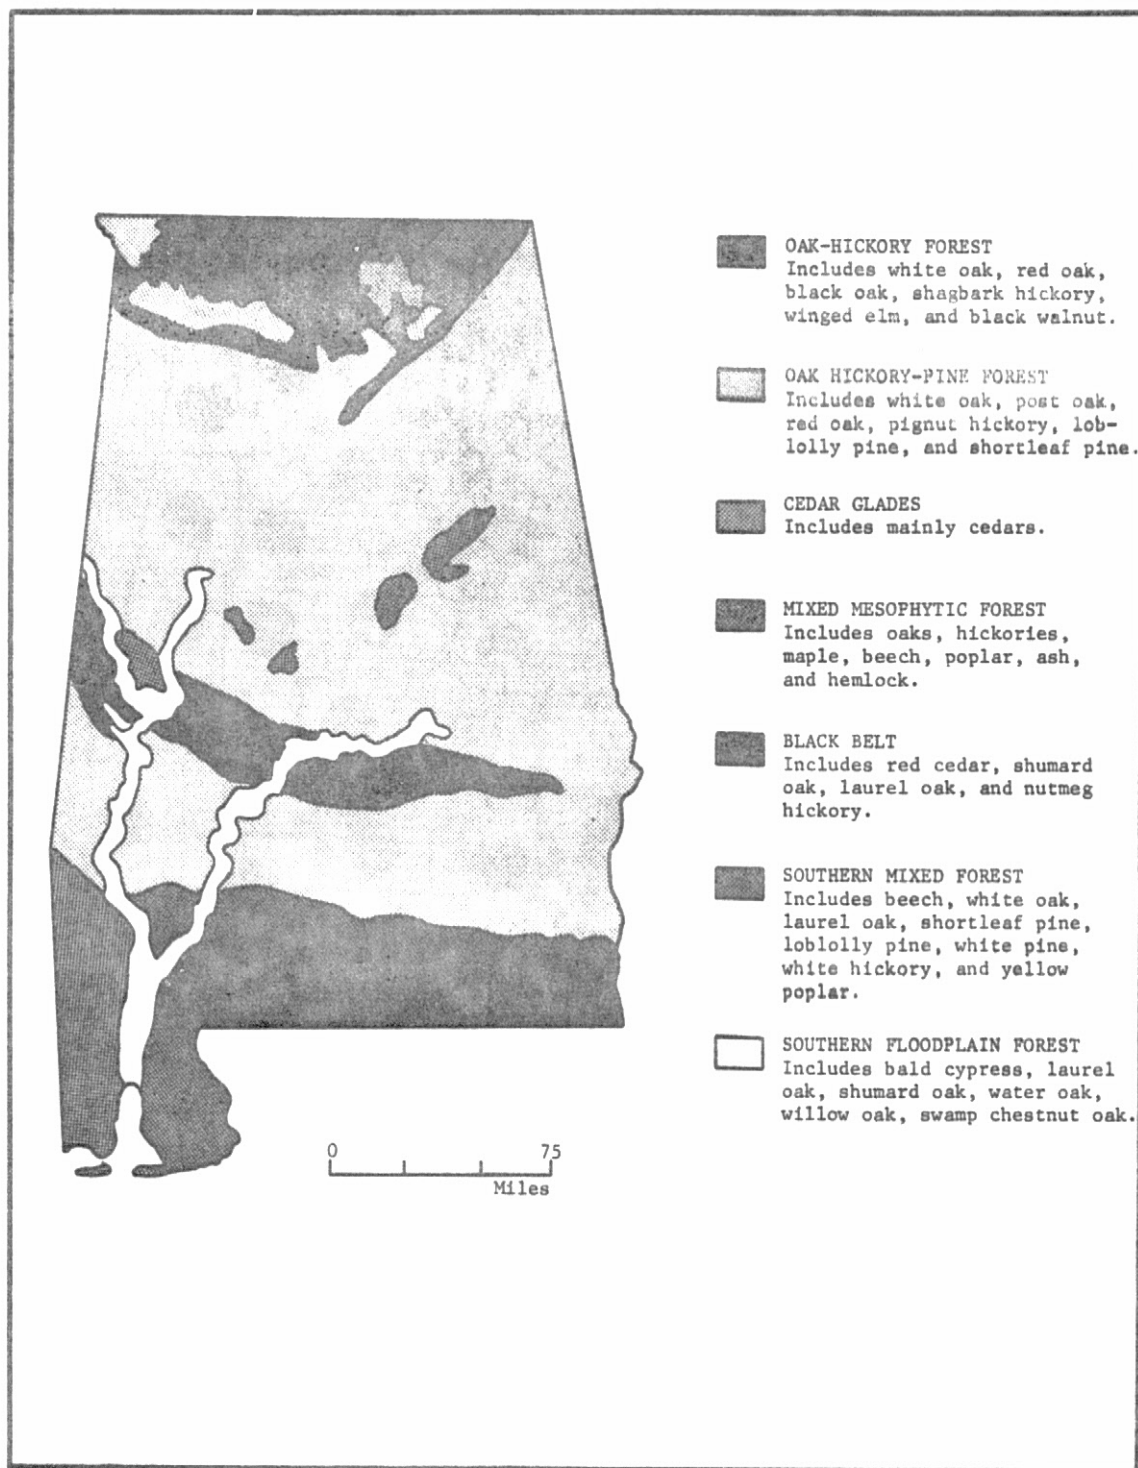 OAK-HICKORY FOREST
Includes white oak, red oak,
black oak, shagbark hickory,
winged elm, and black walnut.
OAK HICKORY-PINE FOREST
Includes white oak, post oak,
red oak, pignut hickory, lob-
lolly pine, and shortleaf pine.
CEDAR GLADES
Includes mainly cedars.
MIXED MESOPHYTIC FOREST
Includes oaks, hickories,
maple, beech, poplar, ash,
and hemlock.
BLACK BELT
Includes red cedar, shumard
oak, laurel oak, and nutmeg
hickory.
SOUTHERN MIXED FOREST
Includes beech, white oak,
laurel oak, shortleaf pine,
loblolly pine, white pine,
white hickory, and yellow
poplar.
SOUTHERN FLOODPLAIN FOREST
Includes bald cypress, laurel
oak, shumard oak, water oak,
willow oak, swamp chestnut oak.
0 75
Miles